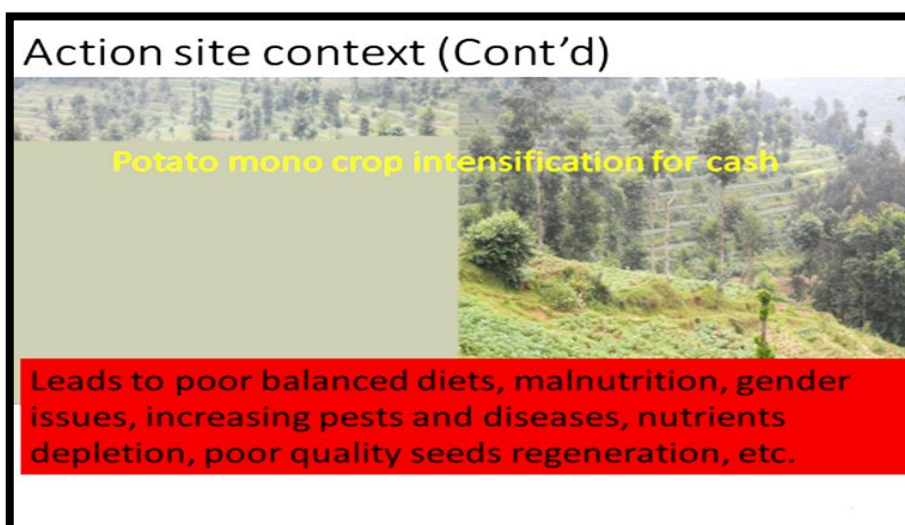 Action site context (Cont'd)
Potato mono crop intensification for cash
Leads to poor balanced diets, malnutrition, gender
issues, increasing pests and diseases, nutrients
depletion, poor quality seeds regeneration, etc.